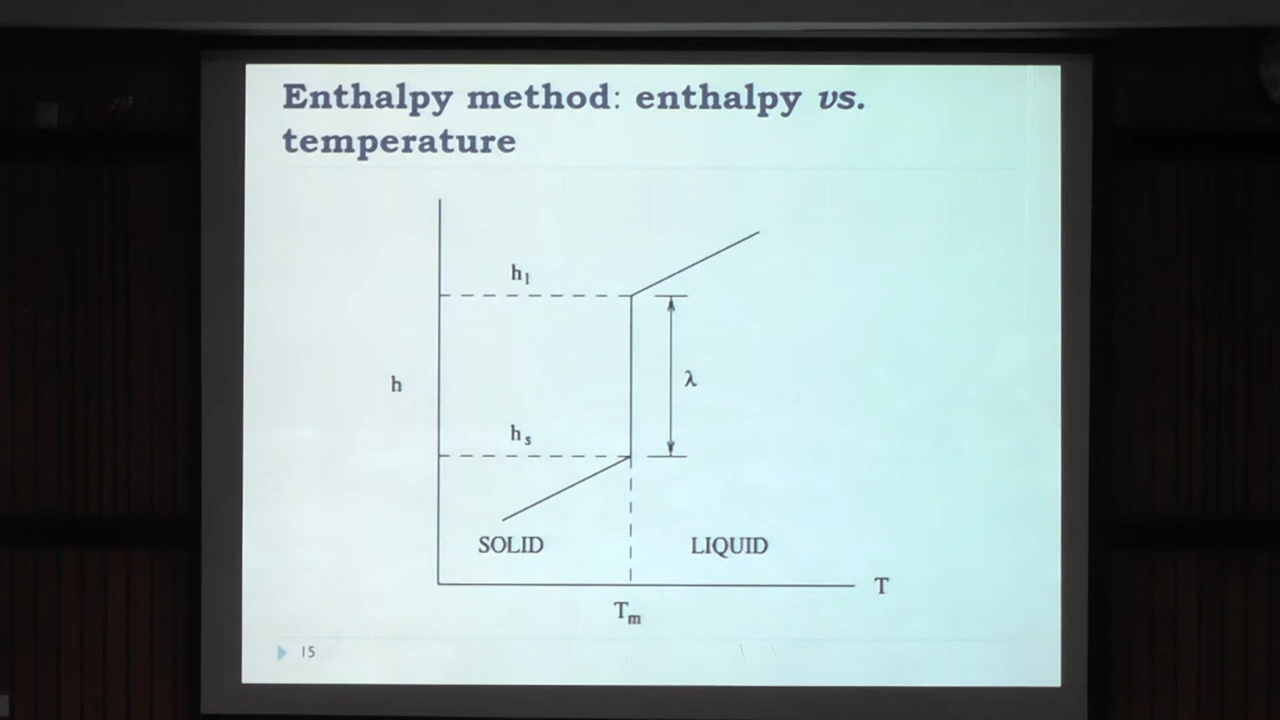 Enthalpy method: enthalpy vs.
temperature
h_l
h
λ
h_s
SOLID
LIQUID
T
T_m
15